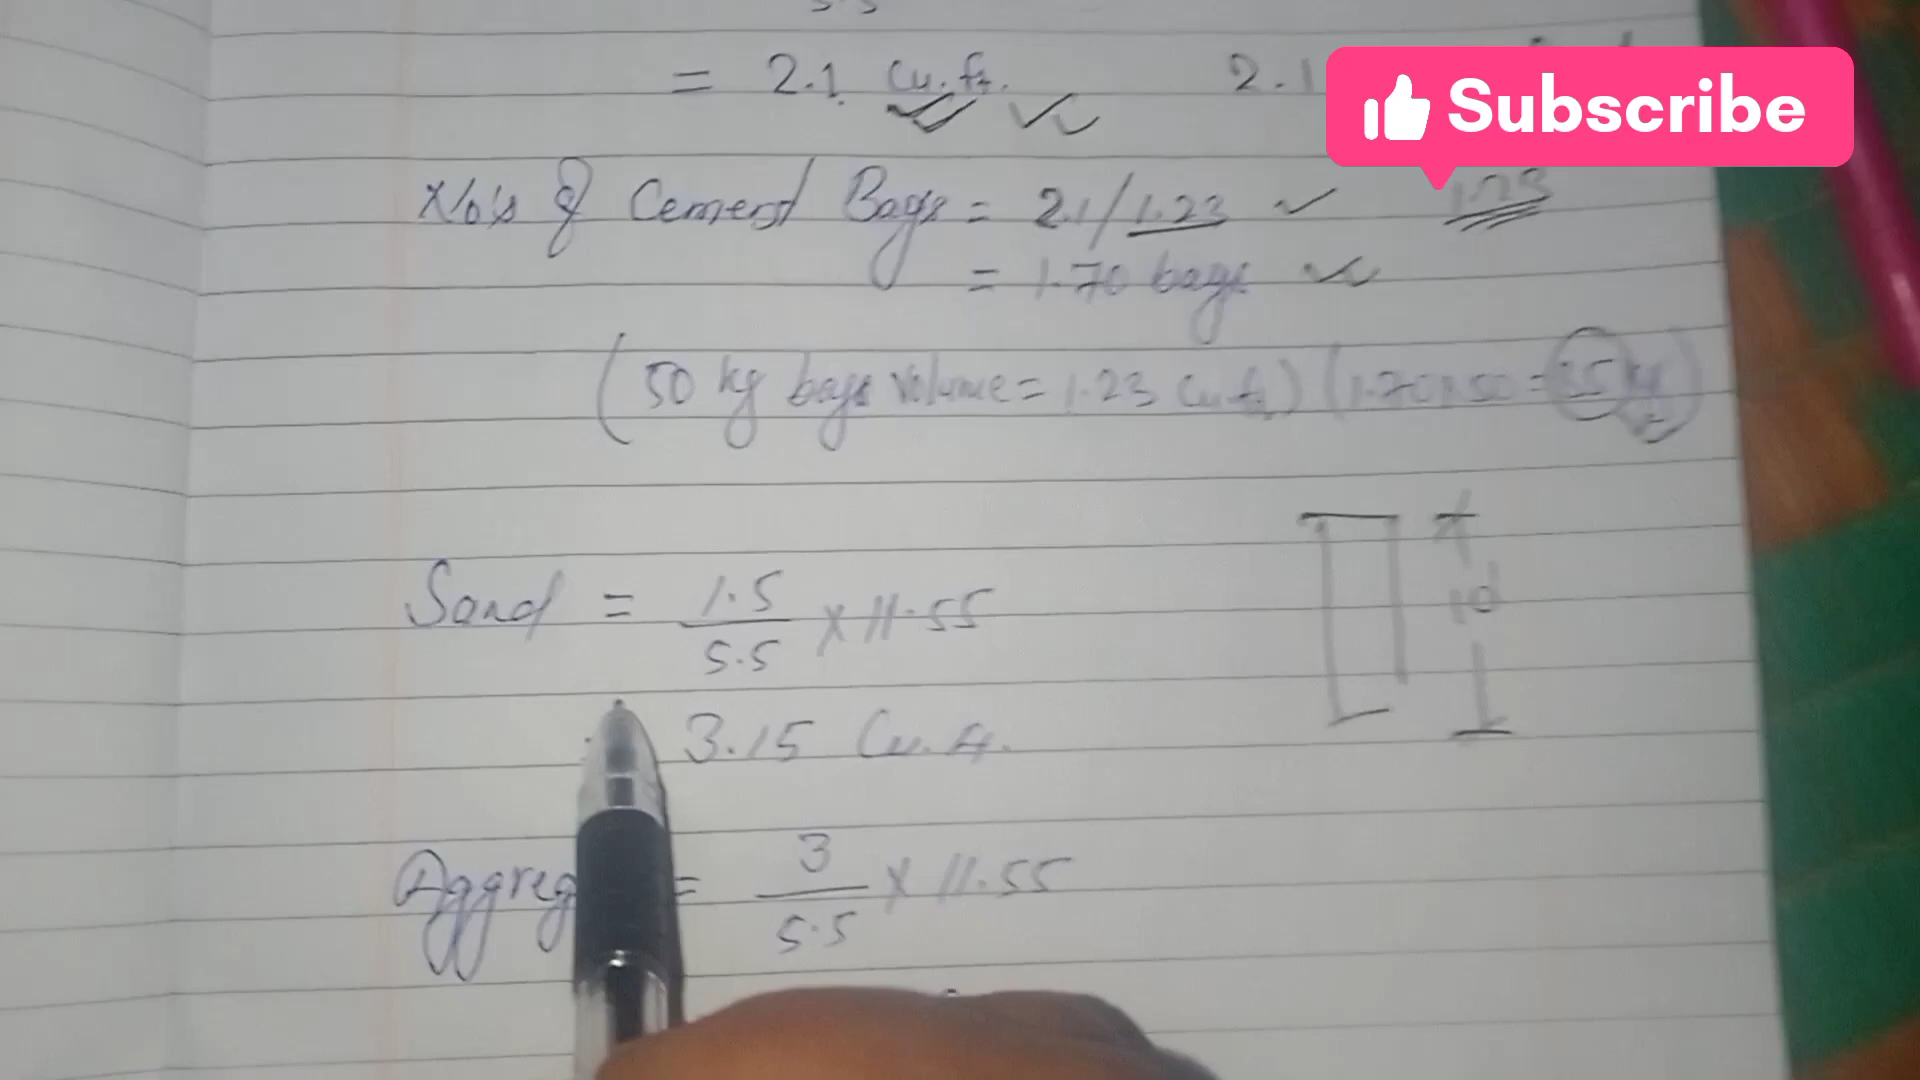 = 2.1 Cu.ft. 2.1
Subscribe
No's of Cement Bags = 2.1/1.23 1.23
= 1.70 bags
(50 kg bags volume = 1.23 Cu.ft) (1.70x50 = 85 kg)
Sand = 1.5/5.5 x 11.55
10'
3.15 Cu.ft.
Aggreg = 3/5.5 x 11.55